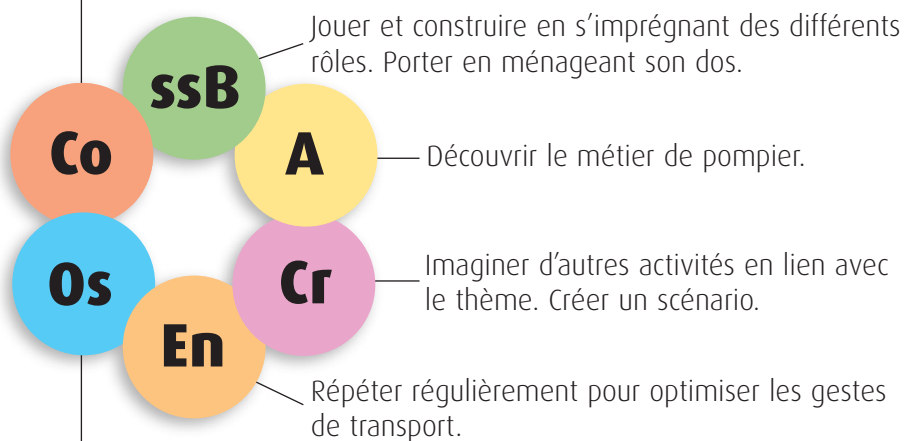 ssB
Jouer et construire en s’imprégnant des différents
rôles. Porter en ménageant son dos.
Co
A
Découvrir le métier de pompier.
Os
Cr
Imaginer d’autres activités en lien avec
le thème. Créer un scénario.
En
Répéter régulièrement pour optimiser les gestes
de transport.